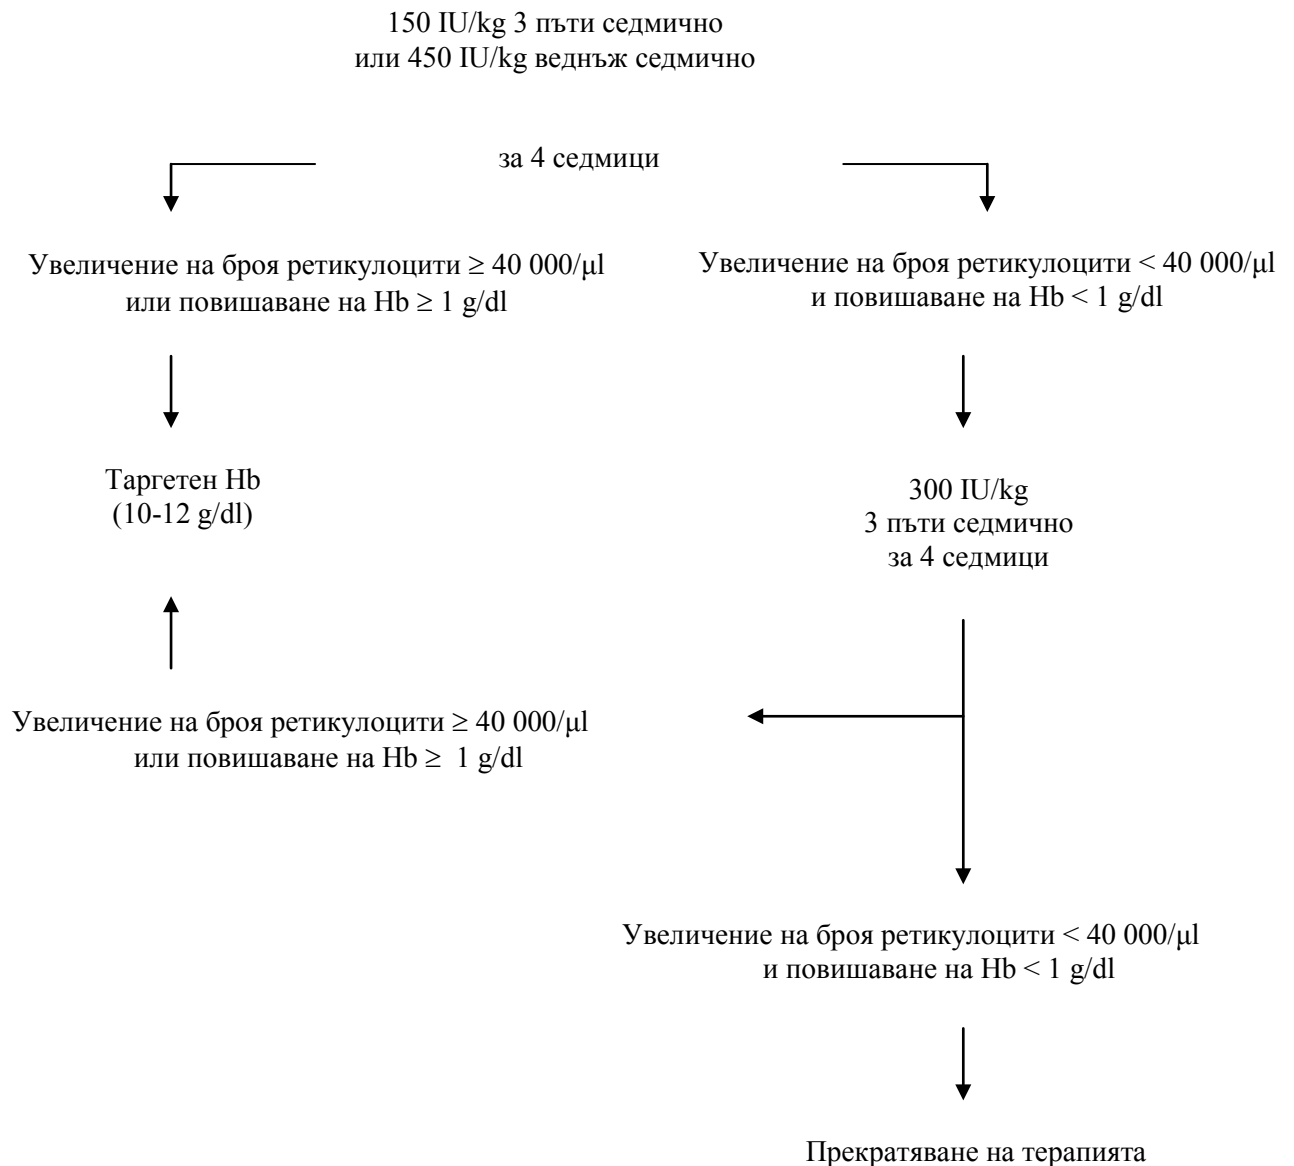 150 IU/kg 3 пъти седмично
или 450 IU/kg веднъж седмично
за 4 седмици
Увеличение на броя ретикулоцити ≥ 40 000/μl
или повишаване на Hb ≥ 1 g/dl
Увеличение на броя ретикулоцити < 40 000/μl
и повишаване на Hb < 1 g/dl
Таргетен Hb
(10-12 g/dl)
300 IU/kg
3 пъти седмично
за 4 седмици
Увеличение на броя ретикулоцити ≥ 40 000/μl
или повишаване на Hb ≥ 1 g/dl
Увеличение на броя ретикулоцити < 40 000/μl
и повишаване на Hb < 1 g/dl
Прекратяване на терапията